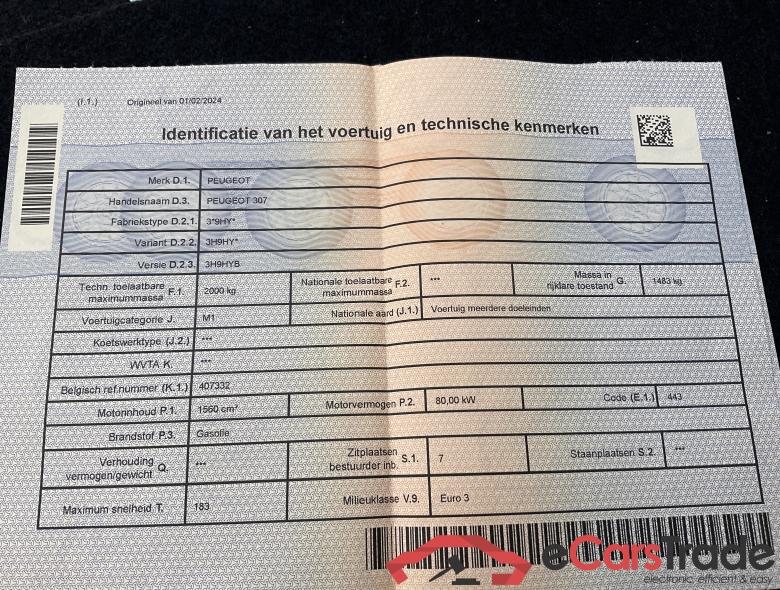 (I.1.) Origineel van 01/02/2024
Identificatie van het voertuig en technische kenmerken
Merk D.1. PEUGEOT
Handelsnaam D.3. PEUGEOT 307
Fabriekstype D.2.1. 3*9HY*
Variant D.2.2. 3H9HY*
Versie D.2.3. 3H9HYB
Techn. toelaatbare maximummassa F.1. 2000 kg Nationale toelaatbare maximummassa F.2. *** Massa in rijklare toestand G. 1483 kg
Voertuigcategorie J. M1 Nationale aard (J.1.) Voertuig meerdere doeleinden
Koetswerktype (J.2.) ***
WVTA K. ***
Belgisch ref.nummer (K.1.) 407332
Motorinhoud P.1. 1560 cm³ Motorvermogen P.2. 80,00 kW Code (E.1.) 443
Brandstof P.3. Gasolie
Verhouding vermogen/gewicht Q. *** Zitplaatsen bestuurder inb. S.1. 7 Staanplaatsen S.2. ***
Maximum snelheid T. 183 Milieuklasse V.9. Euro 3
eCarsTrade
electronic, efficient & easy